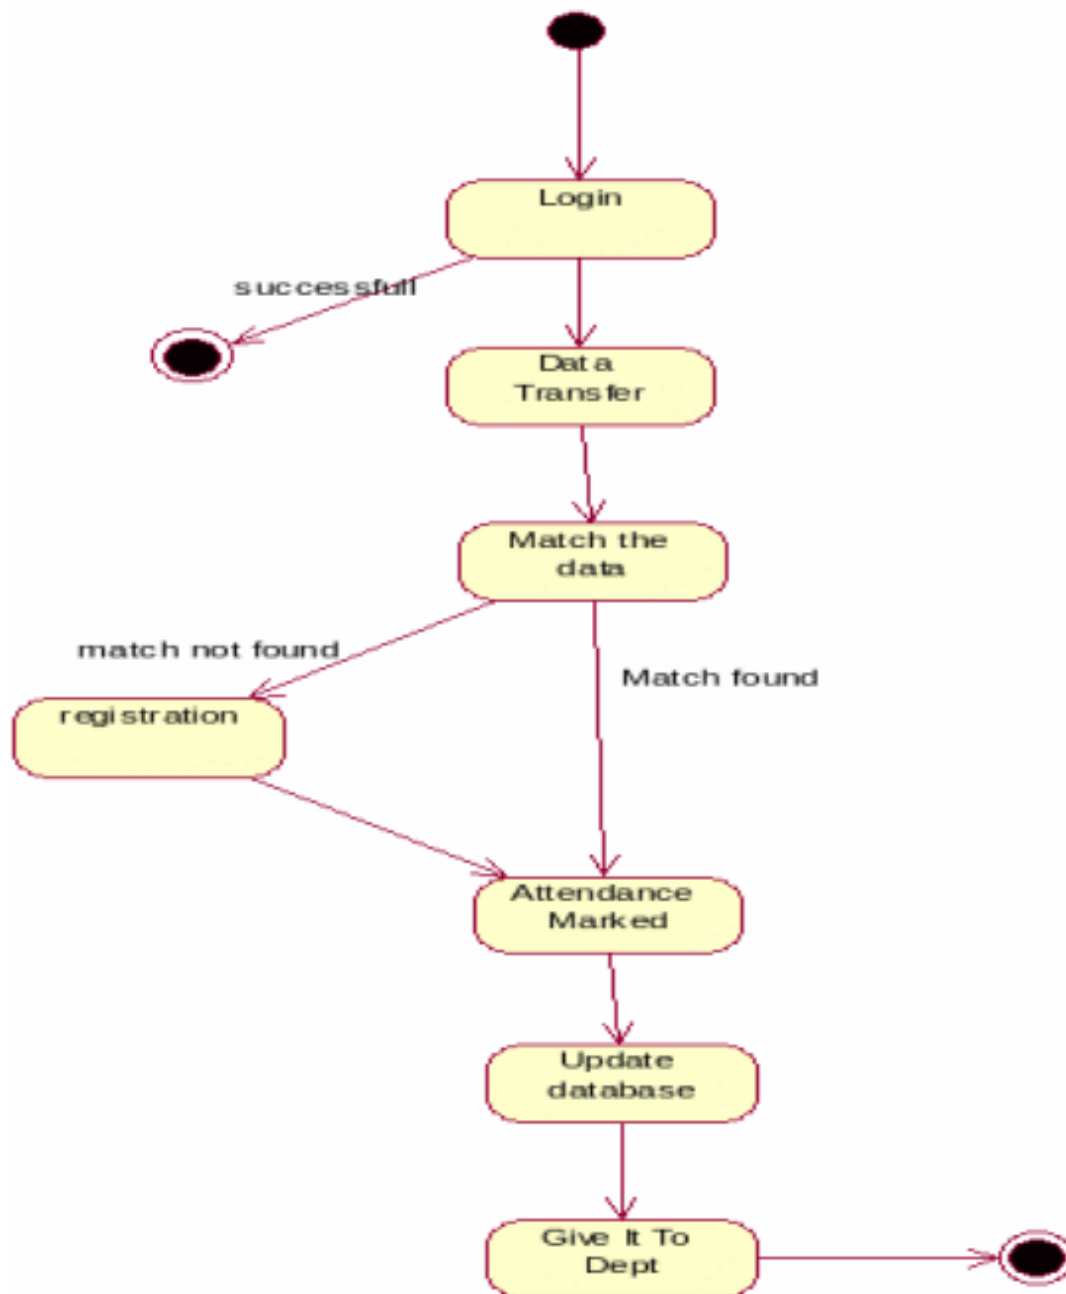 Login
successfull
Data
Transfer
Match the
data
match not found
Match found
registration
Attendance
Marked
Update
database
Give It To
Dept